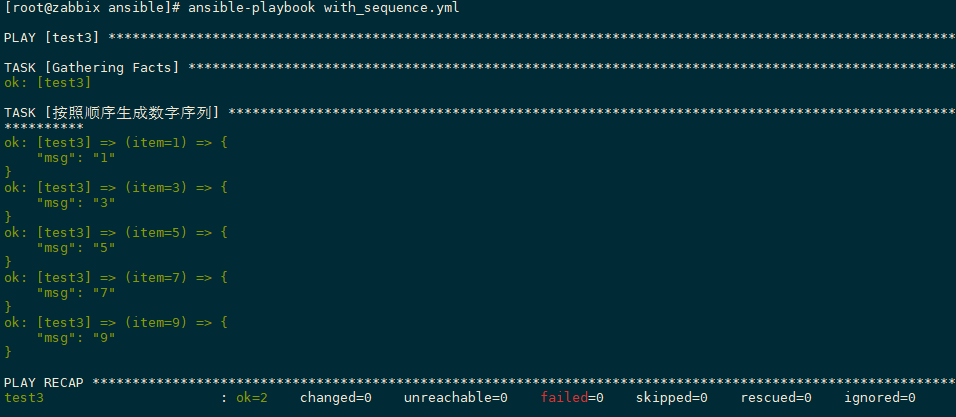 [root@zabbix ansible]# ansible-playbook with_sequence.yml
PLAY [test3] **********************************************************************************************************
TASK [Gathering Facts] ************************************************************************************************
ok: [test3]
TASK [按照顺序生成数字序列] *******************************************************************************************
**********
ok: [test3] => (item=1) => {
    "msg": "1"
}
ok: [test3] => (item=3) => {
    "msg": "3"
}
ok: [test3] => (item=5) => {
    "msg": "5"
}
ok: [test3] => (item=7) => {
    "msg": "7"
}
ok: [test3] => (item=9) => {
    "msg": "9"
}
PLAY RECAP ************************************************************************************************************
test3                      : ok=2    changed=0    unreachable=0    failed=0    skipped=0    rescued=0    ignored=0